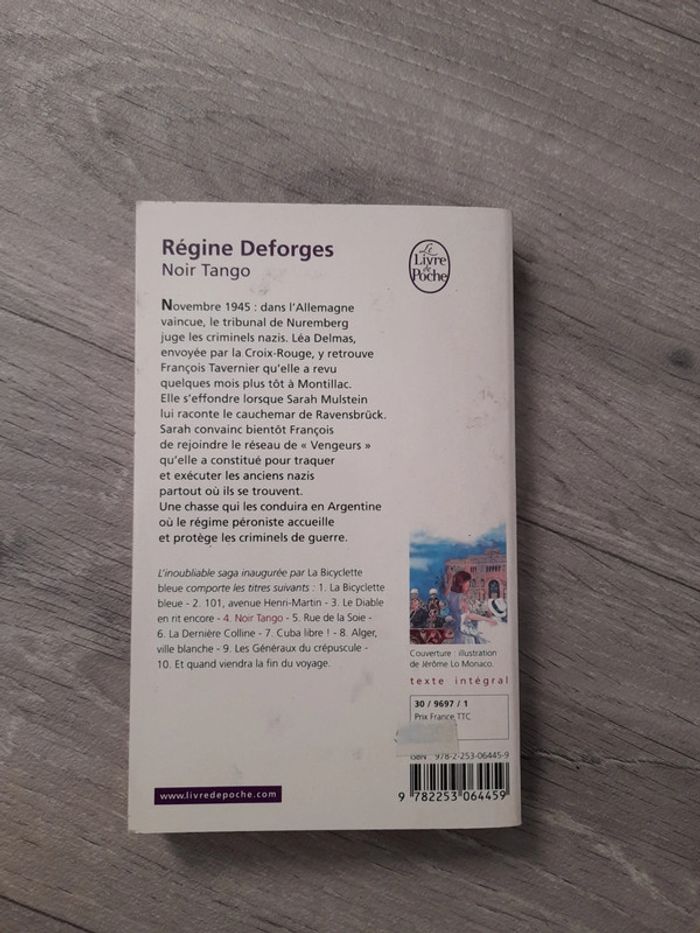 Régine Deforges
Noir Tango
Le
Livre
de
Poche
Novembre 1945 : dans l'Allemagne
vaincue, le tribunal de Nuremberg
juge les criminels nazis. Léa Delmas,
envoyée par la Croix-Rouge, y retrouve
François Tavernier qu'elle a revu
quelques mois plus tôt à Montillac.
Elle s'effondre lorsque Sarah Mulstein
lui raconte le cauchemar de Ravensbrück.
Sarah convainc bientôt François
de rejoindre le réseau de « Vengeurs »
qu'elle a constitué pour traquer
et exécuter les anciens nazis
partout où ils se trouvent.
Une chasse qui les conduira en Argentine
où le régime péroniste accueille
et protège les criminels de guerre.
L'inoubliable saga inaugurée par La Bicyclette
bleue comporte les titres suivants : 1. La Bicyclette
bleue - 2. 101, avenue Henri-Martin - 3. Le Diable
en rit encore - 4. Noir Tango - 5. Rue de la Soie -
6. La Dernière Colline - 7. Cuba libre ! - 8. Alger,
ville blanche - 9. Les Généraux du crépuscule -
10. Et quand viendra la fin du voyage.
Couverture : illustration
de Jérôme Lo Monaco.
texte intégral
30 / 9697 / 1
Prix France TTC
ISBN 978-2-253-06445-9
9 782253 064459
www.livredepoche.com